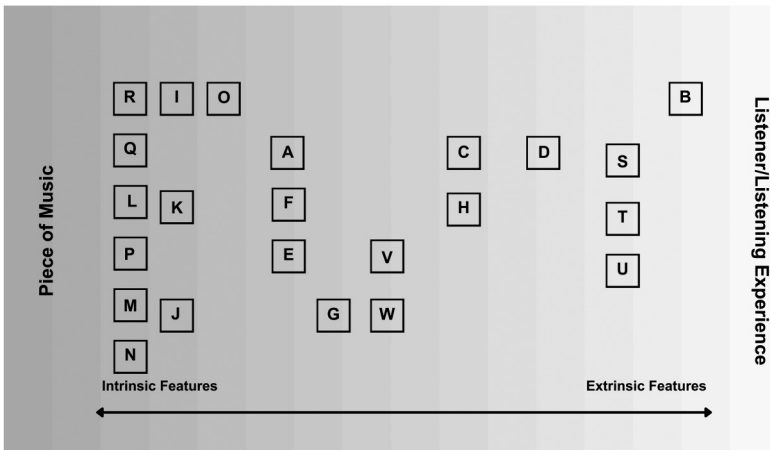 Piece of Music
R I O B
Q A C D S
L K F H T
P E V U
M J G W
N
Intrinsic Features
Extrinsic Features
Listener/Listening Experience